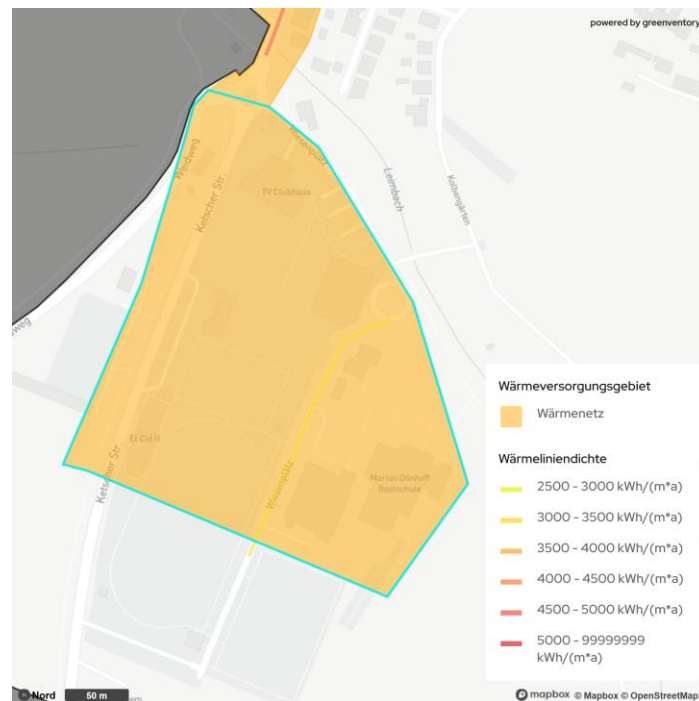 powered by greenventory
Weidweg
Ketscher Str.
Wiesenplatz
TV Clubhaus
Leimbach
Kolbengärten
El Cid II
Ketscher Str.
Wiesenplatz
Marion Dönhoff
Realschule
Wärmeversorgungsgebiet
Wärmenetz
Wärmeliniendichte
2500 - 3000 kWh/(m*a)
3000 - 3500 kWh/(m*a)
3500 - 4000 kWh/(m*a)
4000 - 4500 kWh/(m*a)
4500 - 5000 kWh/(m*a)
5000 - 99999999
kWh/(m*a)
Nord
50 m
mapbox © Mapbox © OpenStreetMap